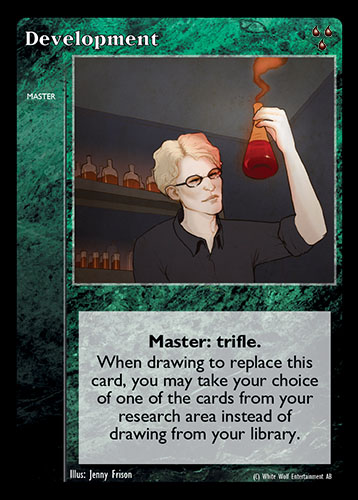 Development
MASTER
Master: trifle.
When drawing to replace this
card, you may take your choice
of one of the cards from your
research area instead of
drawing from your library.
Illus: Jenny Frison
(C) White Wolf Entertainment AB